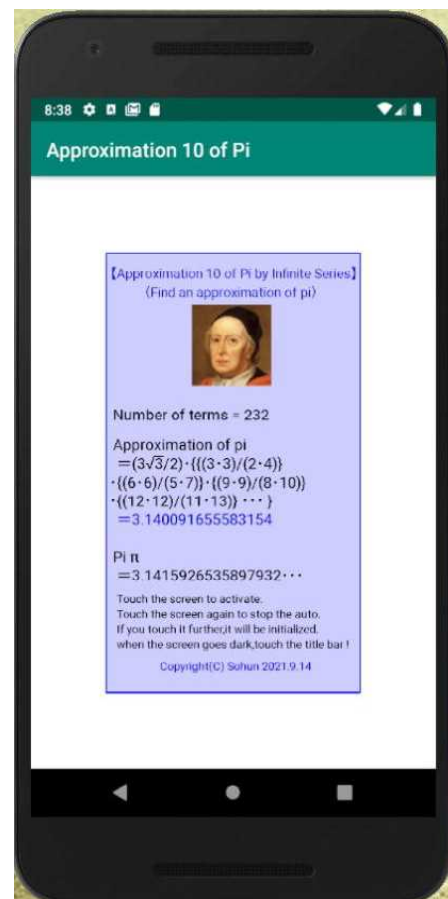 8:38
Approximation 10 of Pi
【Approximation 10 of Pi by Infinite Series】
(Find an approximation of pi)
Number of terms = 232
Approximation of pi
=(3√3/2)·{{(3·3)/(2·4)}
·{(6·6)/(5·7)}·{(9·9)/(8·10)}
·{(12·12)/(11·13)} ··· }
=3.140091655583154
Pi π
=3.1415926535897932···
Touch the screen to activate.
Touch the screen again to stop the auto.
If you touch it further,it will be initialized.
when the screen goes dark,touch the title bar !
Copyright(C) Suhun 2021.9.14